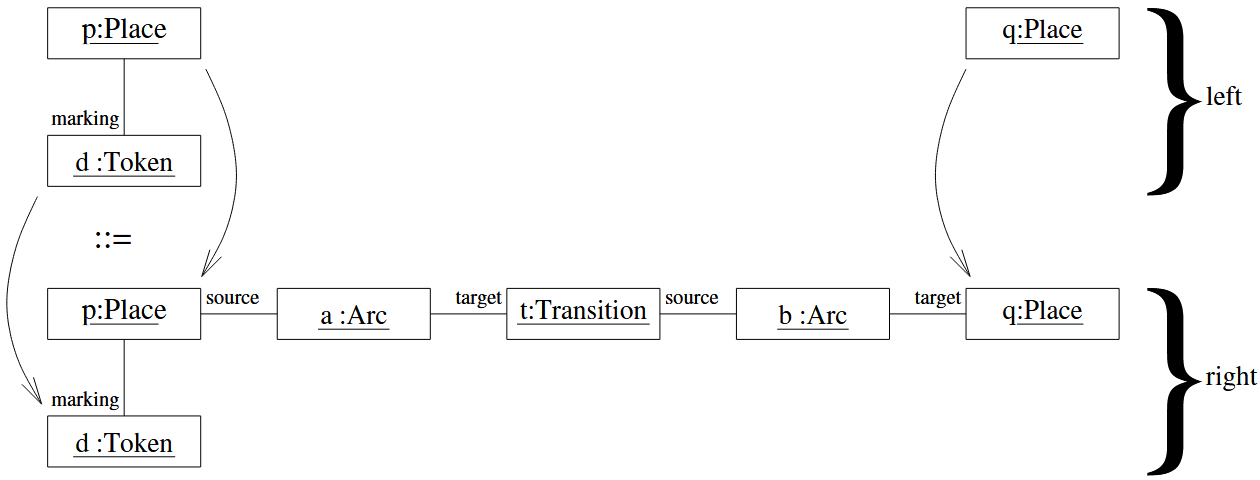 p:Place
q:Place
left
marking
d :Token
::=
p:Place
source
a :Arc
target
t:Transition
source
b :Arc
target
q:Place
right
marking
d :Token